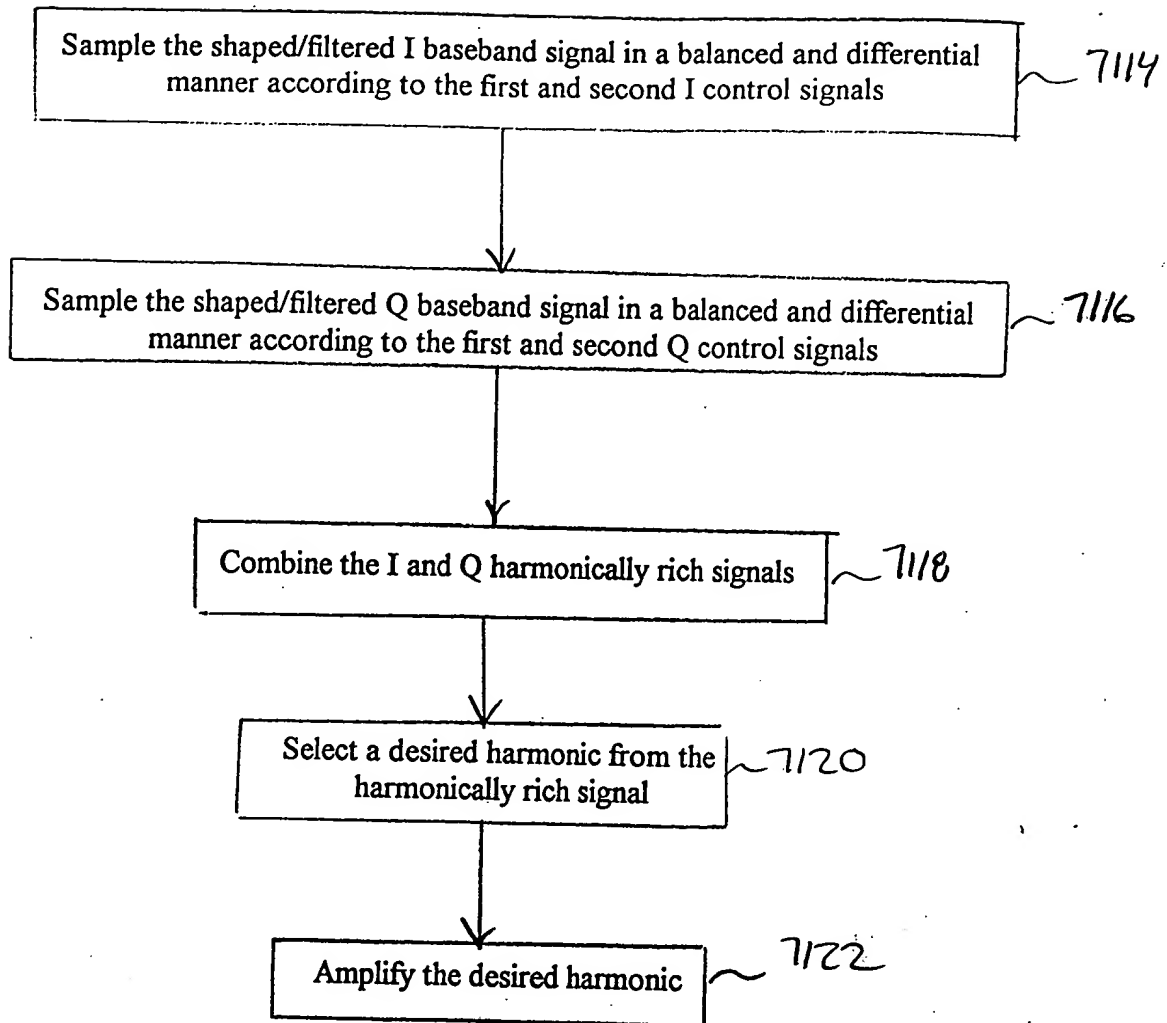 Sample the shaped/filtered I baseband signal in a balanced and differential
manner according to the first and second I control signals
7114
Sample the shaped/filtered Q baseband signal in a balanced and differential
manner according to the first and second Q control signals
7116
Combine the I and Q harmonically rich signals
7118
Select a desired harmonic from the
harmonically rich signal
7120
Amplify the desired harmonic
7122